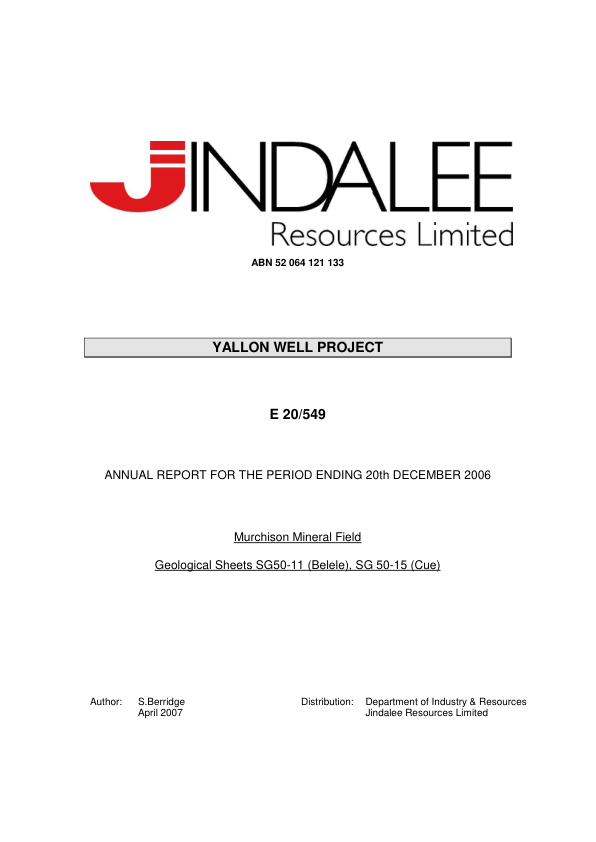 JINDALEE
Resources Limited
ABN 52 064 121 133
YALLON WELL PROJECT
E 20/549
ANNUAL REPORT FOR THE PERIOD ENDING 20th DECEMBER 2006
Murchison Mineral Field
Geological Sheets SG50-11 (Belele), SG 50-15 (Cue)
Author: S.Berridge
April 2007
Distribution: Department of Industry & Resources
Jindalee Resources Limited